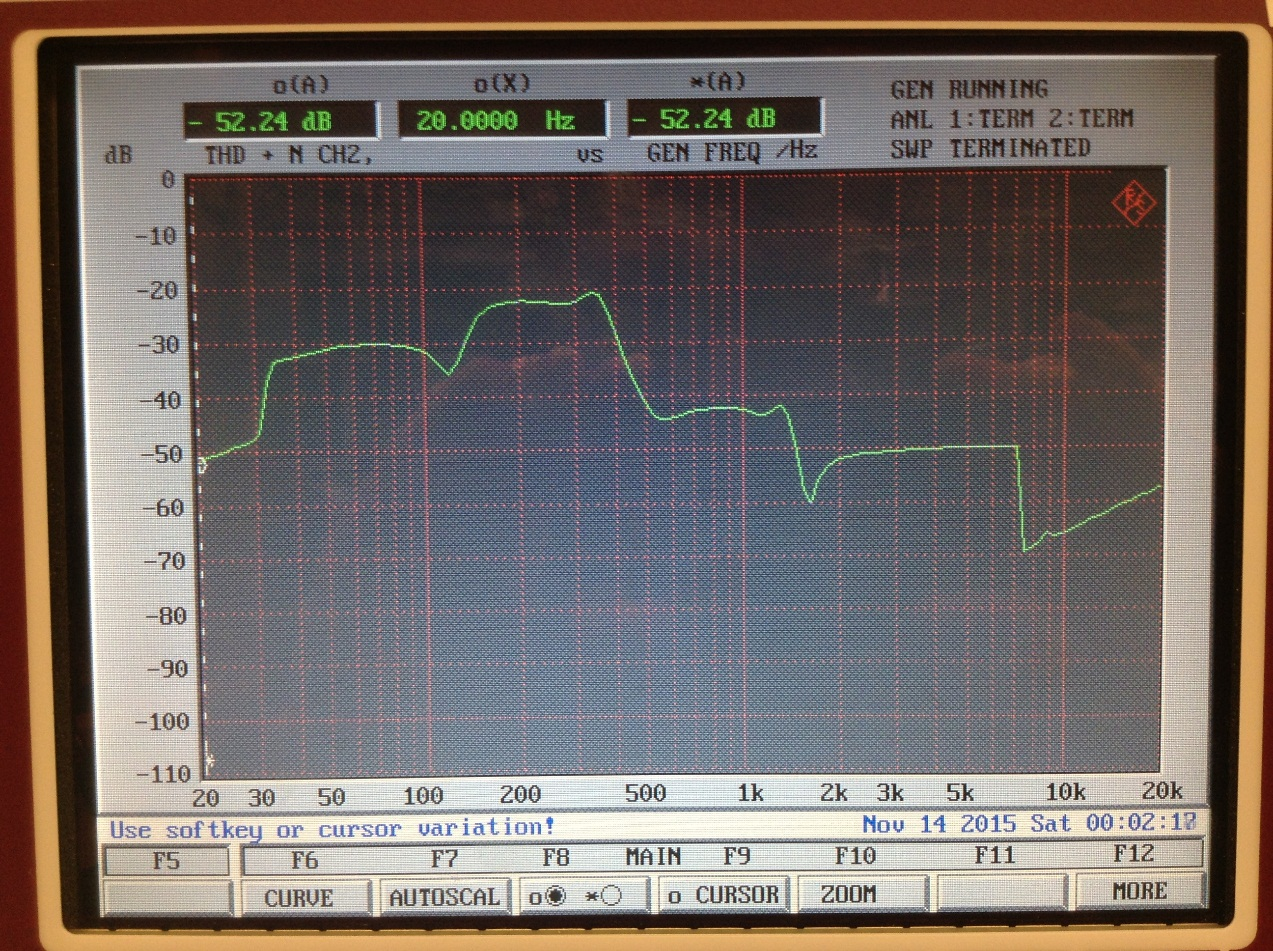 o(A) o(X) *(A) GEN RUNNING
- 52.24 dB 20.0000 Hz - 52.24 dB ANL 1:TERM 2:TERM
dB THD + N CH2, vs GEN FREQ /Hz SWP TERMINATED
0
-10
-20
-30
-40
-50
-60
-70
-80
-90
-100
-110
20 30 50 100 200 500 1k 2k 3k 5k 10k 20k
Use softkey or cursor variation! Nov 14 2015 Sat 00:02:1
F5 F6 F7 F8 MAIN F9 F10 F11 F12
CURVE AUTOSCAL o * o CURSOR ZOOM MORE